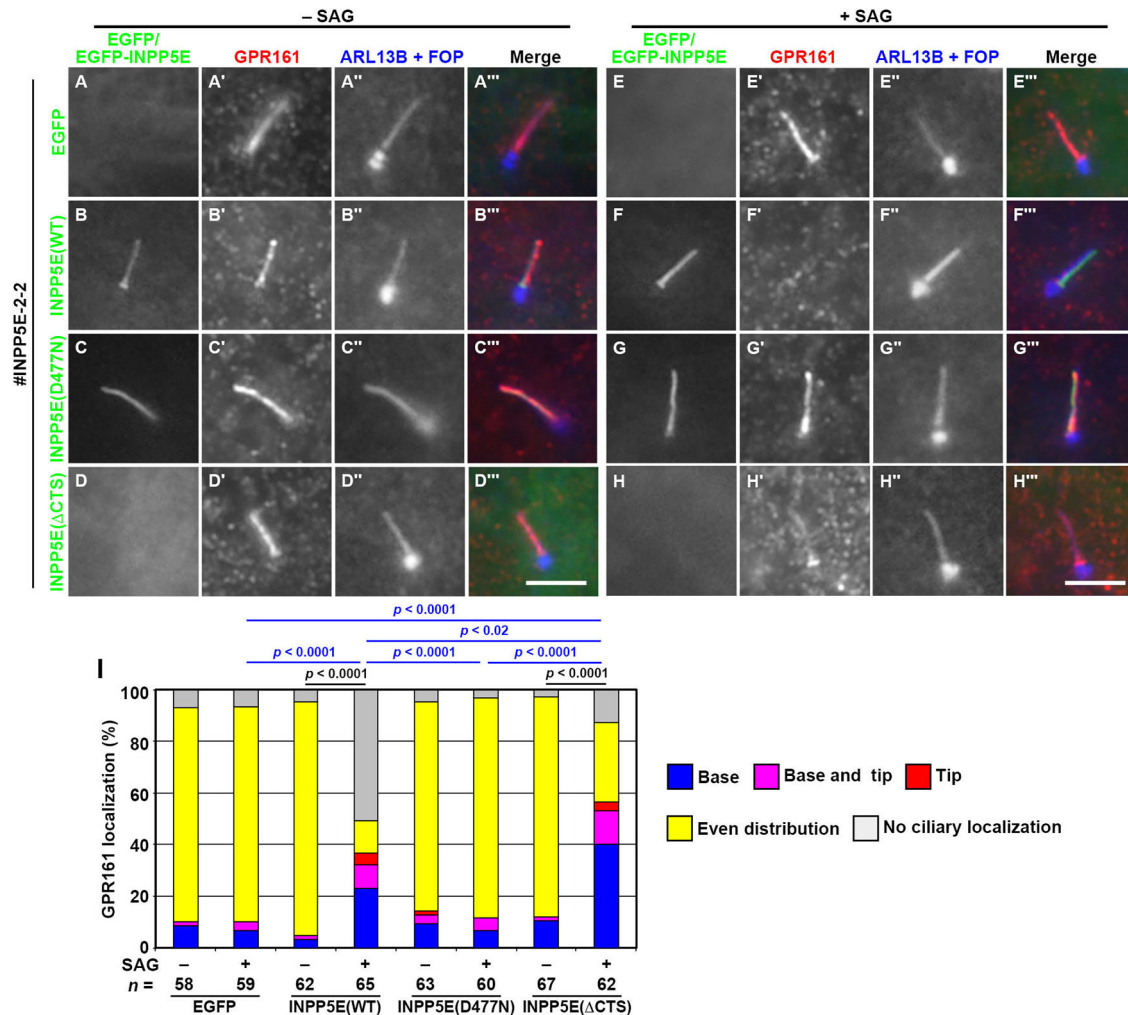 – SAG
+ SAG
EGFP/
EGFP-INPP5E
GPR161
ARL13B + FOP
Merge
EGFP/
EGFP-INPP5E
GPR161
ARL13B + FOP
Merge
#INPP5E-2-2
EGFP
A
A'
A''
A'''
E
E'
E''
E'''
INPP5E(WT)
B
B'
B''
B'''
F
F'
F''
F'''
INPP5E(D477N)
C
C'
C''
C'''
G
G'
G''
G'''
INPP5E(ΔCTS)
D
D'
D''
D'''
H
H'
H''
H'''
I
p < 0.0001
p < 0.02
p < 0.0001
p < 0.0001
p < 0.0001
p < 0.0001
p < 0.0001
GPR161 localization (%)
100
80
60
40
20
0
Base
Base and tip
Tip
Even distribution
No ciliary localization
SAG – + – + – + – +
n = 58 59 62 65 63 60 67 62
EGFP INPP5E(WT) INPP5E(D477N) INPP5E(ΔCTS)